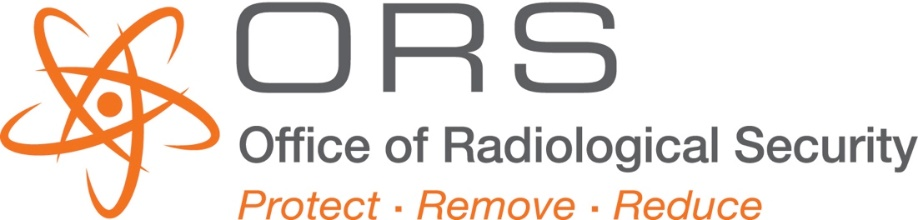 ORS
Office of Radiological Security
Protect · Remove · Reduce